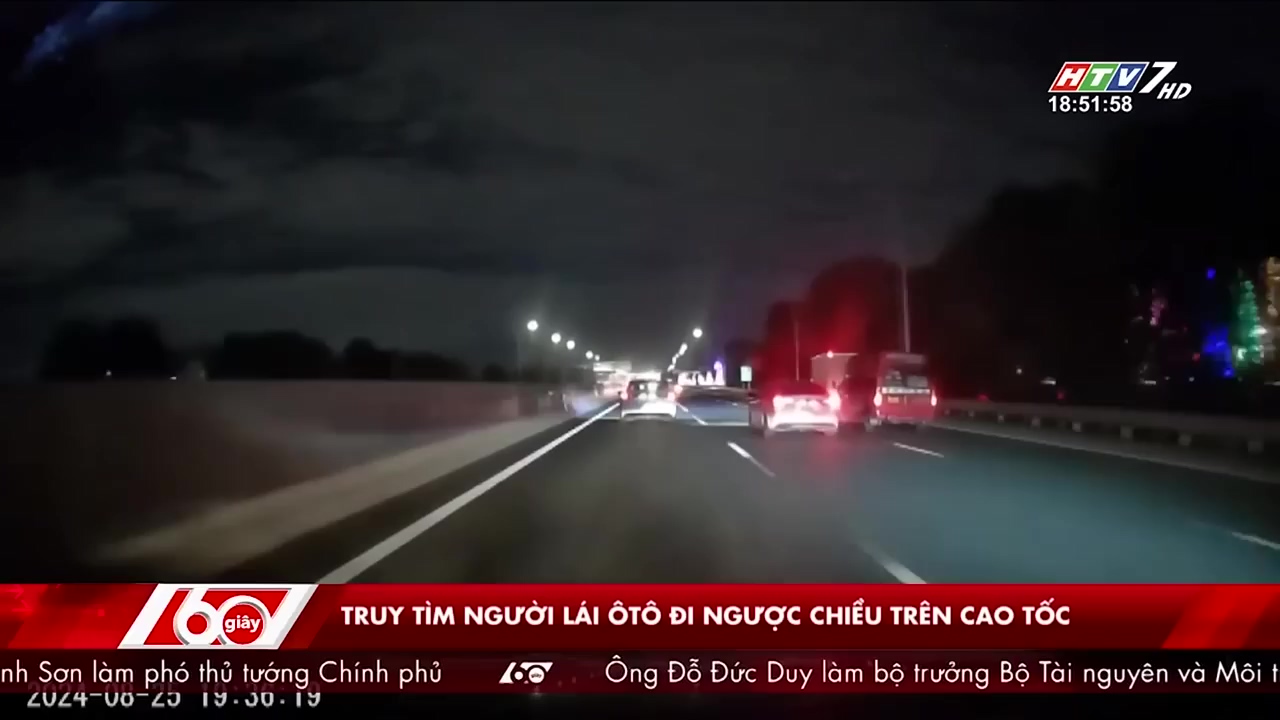 HTV7 HD
18:51:58
60 giây
TRUY TÌM NGƯỜI LÁI ÔTÔ ĐI NGƯỢC CHIỀU TRÊN CAO TỐC
nh Sơn làm phó thủ tướng Chính phủ 60 giây Ông Đỗ Đức Duy làm bộ trưởng Bộ Tài nguyên và Môi t
2024-08-25 19:36:19